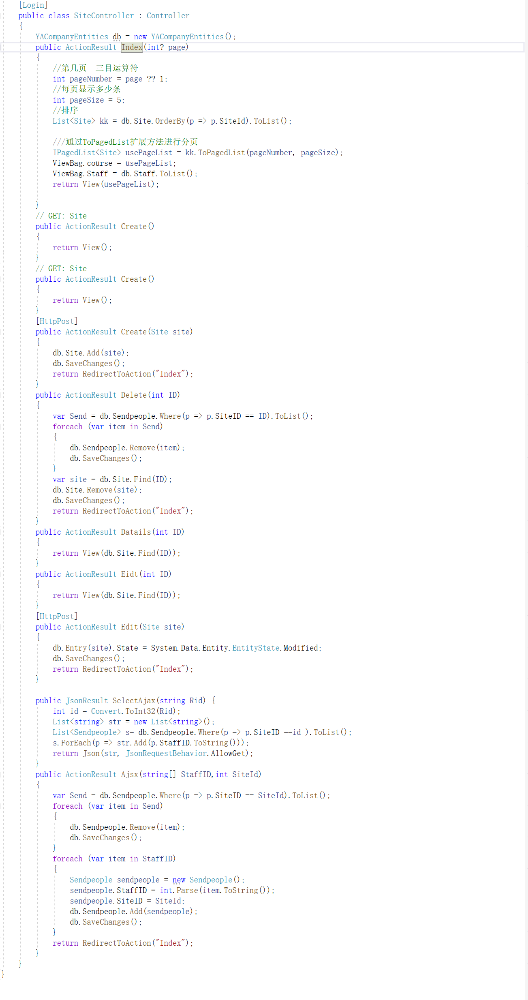 [Login]
public class SiteController : Controller
{
YACompanyEntities db = new YACompanyEntities();
public ActionResult Index(int? page)
{
//第几页  三目运算符
int pageNumber = page ?? 1;
//每页显示多少条
int pageSize = 5;
//排序
List<Site> kk = db.Site.OrderBy(p => p.SiteId).ToList();
///通过ToPagedList扩展方法进行分页
IPagedList<Site> usePageList = kk.ToPagedList(pageNumber, pageSize);
ViewBag.course = usePageList;
ViewBag.Staff = db.Staff.ToList();
return View(usePageList);
}
// GET: Site
public ActionResult Create()
{
return View();
}
// GET: Site
public ActionResult Create()
{
return View();
}
[HttpPost]
public ActionResult Create(Site site)
{
db.Site.Add(site);
db.SaveChanges();
return RedirectToAction("Index");
}
public ActionResult Delete(int ID)
{
var Send = db.Sendpeople.Where(p => p.SiteID == ID).ToList();
foreach (var item in Send)
{
db.Sendpeople.Remove(item);
db.SaveChanges();
}
var site = db.Site.Find(ID);
db.Site.Remove(site);
db.SaveChanges();
return RedirectToAction("Index");
}
public ActionResult Datails(int ID)
{
return View(db.Site.Find(ID));
}
public ActionResult Eidt(int ID)
{
return View(db.Site.Find(ID));
}
[HttpPost]
public ActionResult Edit(Site site)
{
db.Entry(site).State = System.Data.Entity.EntityState.Modified;
db.SaveChanges();
return RedirectToAction("Index");
}
public JsonResult SelectAjax(string Rid) {
int id = Convert.ToInt32(Rid);
List<string> str = new List<string>();
List<Sendpeople> s= db.Sendpeople.Where(p => p.SiteID ==id ).ToList();
s.ForEach(p => str.Add(p.StaffID.ToString()));
return Json(str, JsonRequestBehavior.AllowGet);
}
public ActionResult Ajsx(string[] StaffID,int SiteId)
{
var Send = db.Sendpeople.Where(p => p.SiteID == SiteId).ToList();
foreach (var item in Send)
{
db.Sendpeople.Remove(item);
db.SaveChanges();
}
foreach (var item in StaffID)
{
Sendpeople sendpeople = new Sendpeople();
sendpeople.StaffID = int.Parse(item.ToString());
sendpeople.SiteID = SiteId;
db.Sendpeople.Add(sendpeople);
db.SaveChanges();
}
return RedirectToAction("Index");
}
}
}